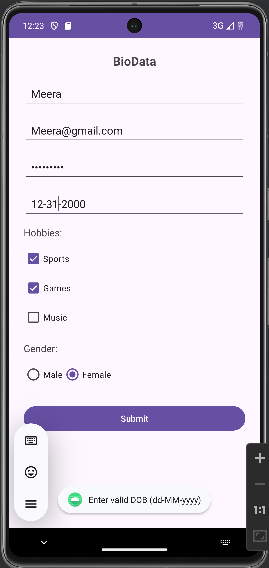 12:23 3G
BioData
Meera
Meera@gmail.com
•••••••••
12-31-2000
Hobbies:
Sports
Games
Music
Gender:
Male Female
Submit
Enter valid DOB (dd-MM-yyyy)
1:1